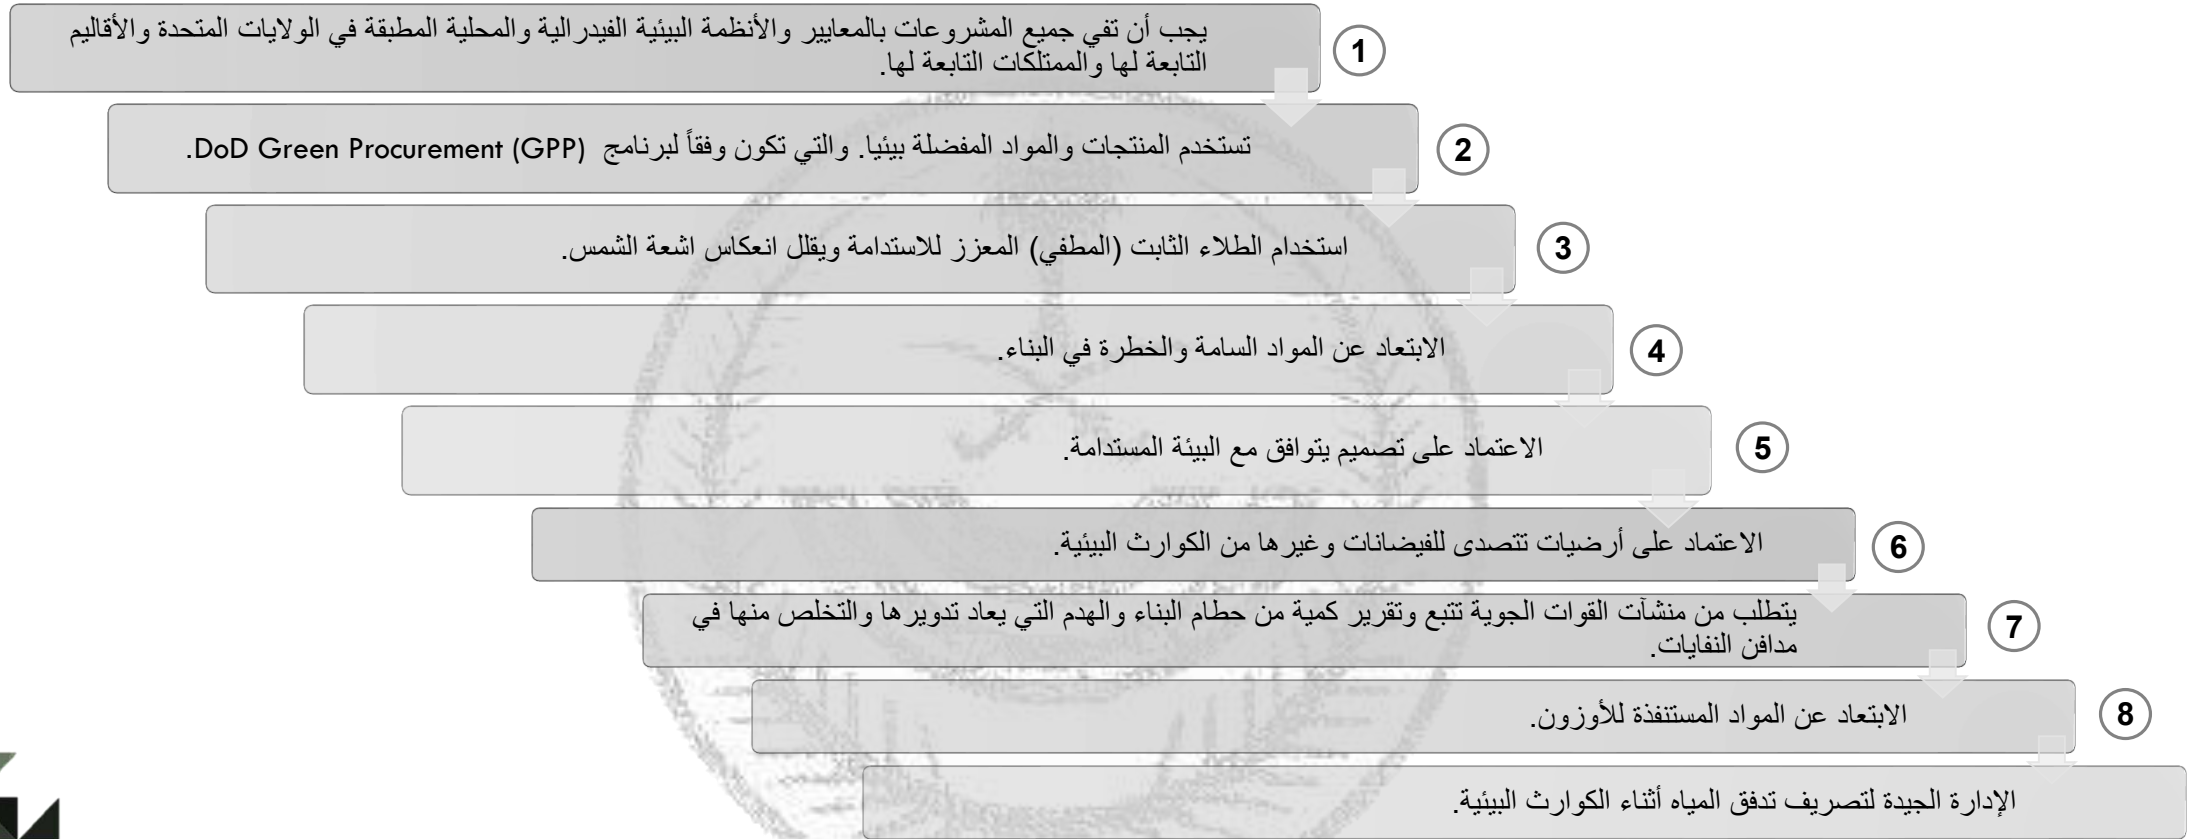 يجب أن تفي جميع المشروعات بالمعايير والأنظمة البيئية الفيدرالية والمحلية المطبقة في الولايات المتحدة والأقاليم
التابعة لها والممتلكات التابعة لها.
1
تستخدم المنتجات والمواد المفضلة بيئيا. والتي تكون وفقاً لبرنامج DoD Green Procurement (GPP).
2
استخدام الطلاء الثابت (المطفي) المعزز للاستدامة ويقلل انعكاس اشعة الشمس.
3
الابتعاد عن المواد السامة والخطرة في البناء.
4
الاعتماد على تصميم يتوافق مع البيئة المستدامة.
5
الاعتماد على أرضيات تتصدى للفيضانات وغيرها من الكوارث البيئية.
6
يتطلب من منشآت القوات الجوية تتبع وتقرير كمية من حطام البناء والهدم التي يعاد تدويرها والتخلص منها في
مدافن النفايات.
7
الابتعاد عن المواد المستنفذة للأوزون.
8
الإدارة الجيدة لتصريف تدفق المياه أثناء الكوارث البيئية.